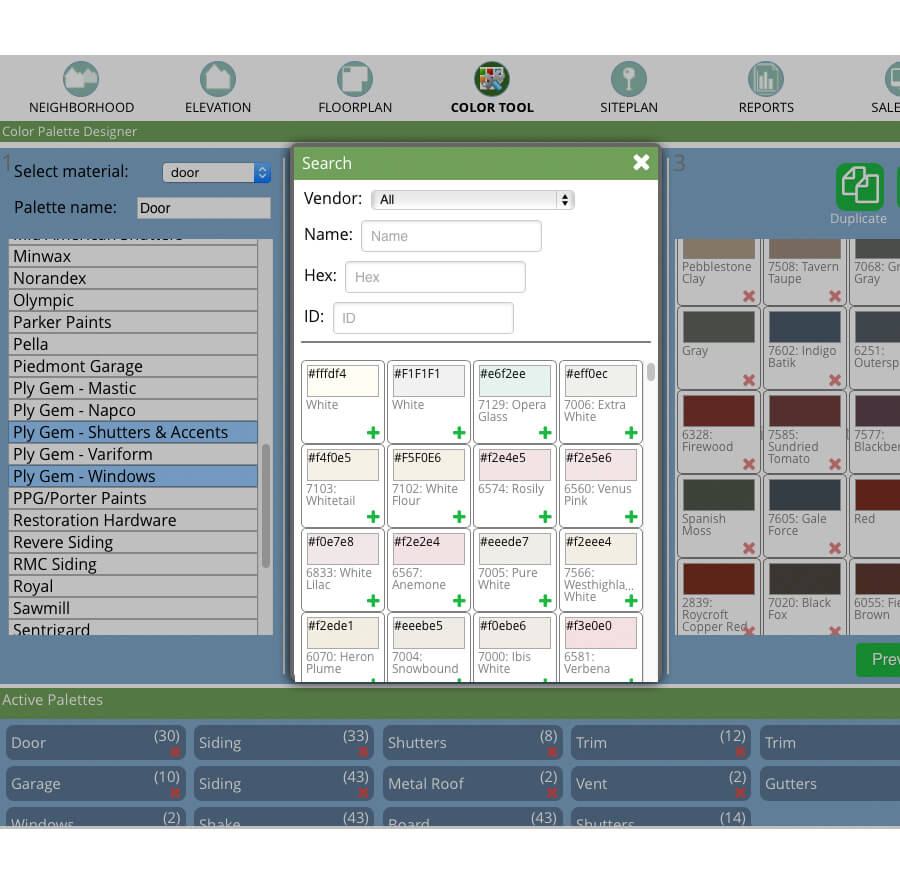 NEIGHBORHOOD
ELEVATION
FLOORPLAN
COLOR TOOL
SITEPLAN
REPORTS
SALE
Color Palette Designer
1
Select material:
door
Palette name:
Door
Mid American Shutters
Minwax
Norandex
Olympic
Parker Paints
Pella
Piedmont Garage
Ply Gem - Mastic
Ply Gem - Napco
Ply Gem - Shutters & Accents
Ply Gem - Variform
Ply Gem - Windows
PPG/Porter Paints
Restoration Hardware
Revere Siding
RMC Siding
Royal
Sawmill
Sentrigard
Search
Vendor:
All
Name:
Name
Hex:
Hex
ID:
ID
#fffdf4
White
#F1F1F1
White
#e6f2ee
7129: Opera
Glass
#eff0ec
7006: Extra
White
#f4f0e5
7103:
Whitetail
#F5F0E6
7102: White
Flour
#f2e4e5
6574: Rosily
#f2e5e6
6560: Venus
Pink
#f0e7e8
6833: White
Lilac
#f2e2e4
6567:
Anemone
#eeede7
7005: Pure
White
#f2eee4
7566:
Westhighla...
White
#f2ede1
6070: Heron
Plume
#eeebe5
7004:
Snowbound
#f0ebe6
7000: Ibis
White
#f3e0e0
6581:
Verbena
3
Duplicate
Pebblestone
Clay
7508: Tavern
Taupe
7068: Gr
Gray
Gray
7602: Indigo
Batik
6251:
Outersp
6328:
Firewood
7585:
Sundried
Tomato
7577:
Blackbe
Spanish
Moss
7605: Gale
Force
Red
2839:
Roycroft
Copper Red
7020: Black
Fox
6055: Fie
Brown
Prev
Active Palettes
Door
(30)
Siding
(33)
Shutters
(8)
Trim
(12)
Trim
Garage
(10)
Siding
(43)
Metal Roof
(2)
Vent
(2)
Gutters
Windows
(2)
Shake
(43)
Board
(43)
Shutters
(14)